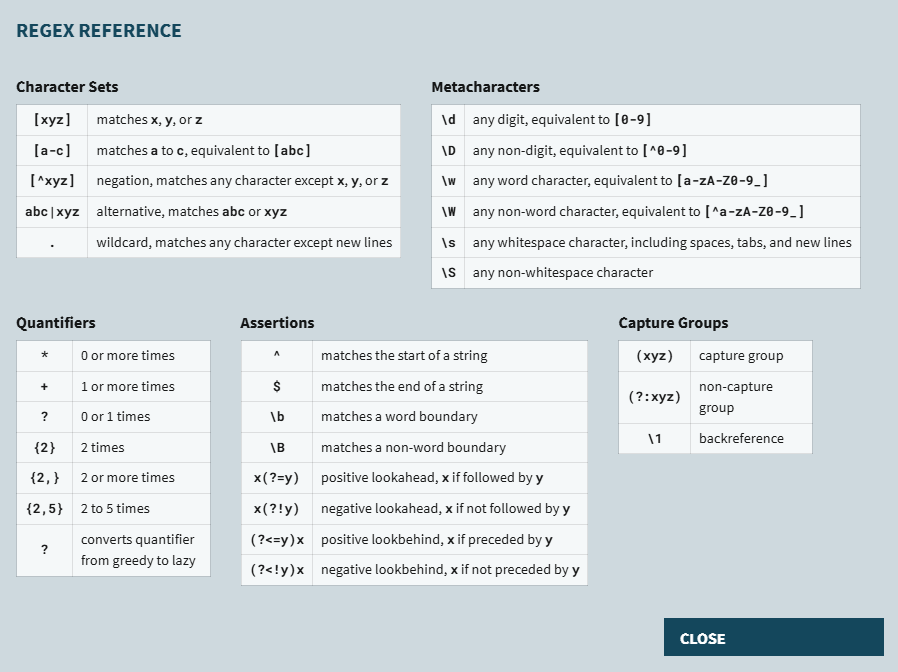 REGEX REFERENCE
Character Sets
[xyz] matches x, y, or z
[a-c] matches a to c, equivalent to [abc]
[^xyz] negation, matches any character except x, y, or z
abc|xyz alternative, matches abc or xyz
. wildcard, matches any character except new lines
Metacharacters
\d any digit, equivalent to [0-9]
\D any non-digit, equivalent to [^0-9]
\w any word character, equivalent to [a-zA-Z0-9_]
\W any non-word character, equivalent to [^a-zA-Z0-9_]
\s any whitespace character, including spaces, tabs, and new lines
\S any non-whitespace character
Quantifiers
* 0 or more times
+ 1 or more times
? 0 or 1 times
{2} 2 times
{2,} 2 or more times
{2,5} 2 to 5 times
? converts quantifier
from greedy to lazy
Assertions
^ matches the start of a string
$ matches the end of a string
\b matches a word boundary
\B matches a non-word boundary
x(?=y) positive lookahead, x if followed by y
x(?!y) negative lookahead, x if not followed by y
(?<=y)x positive lookbehind, x if preceded by y
(?<!y)x negative lookbehind, x if not preceded by y
Capture Groups
(xyz) capture group
(?:xyz) non-capture
group
\1 backreference
CLOSE